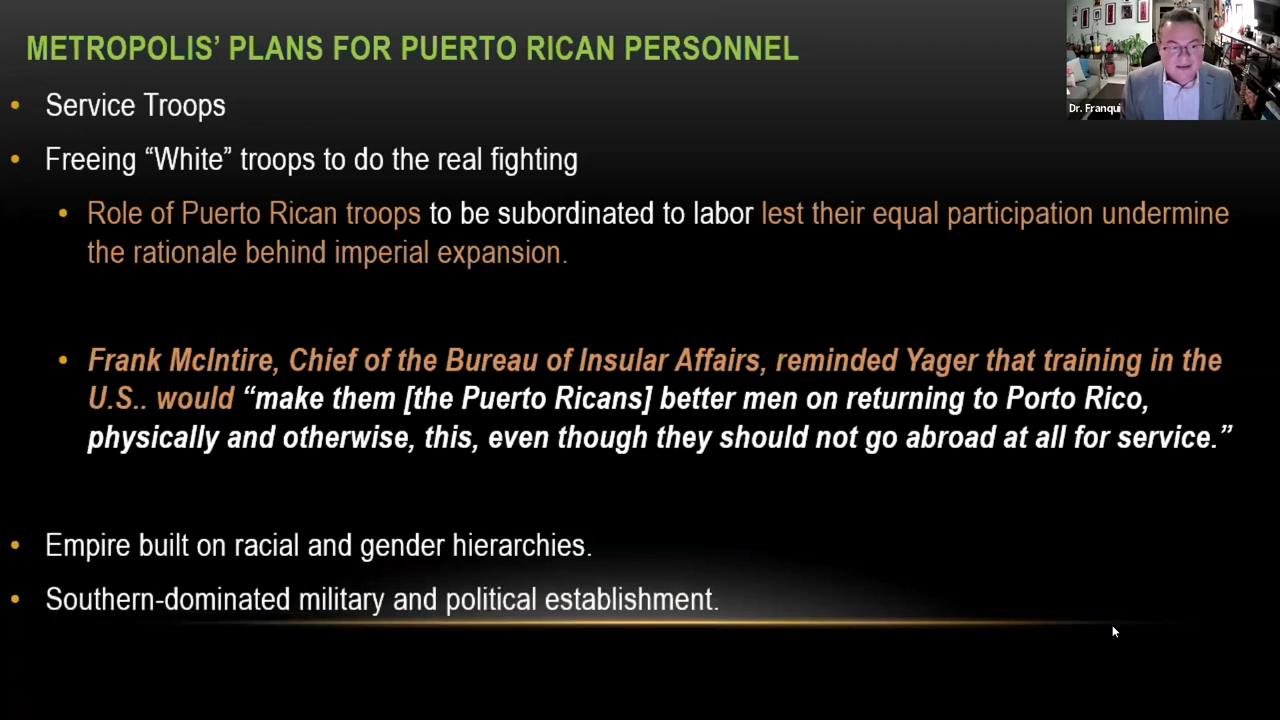 METROPOLIS’ PLANS FOR PUERTO RICAN PERSONNEL
Dr. Franqui
• Service Troops
• Freeing “White” troops to do the real fighting
• Role of Puerto Rican troops to be subordinated to labor lest their equal participation undermine
the rationale behind imperial expansion.
• Frank McIntire, Chief of the Bureau of Insular Affairs, reminded Yager that training in the
U.S.. would “make them [the Puerto Ricans] better men on returning to Porto Rico,
physically and otherwise, this, even though they should not go abroad at all for service.”
• Empire built on racial and gender hierarchies.
• Southern-dominated military and political establishment.